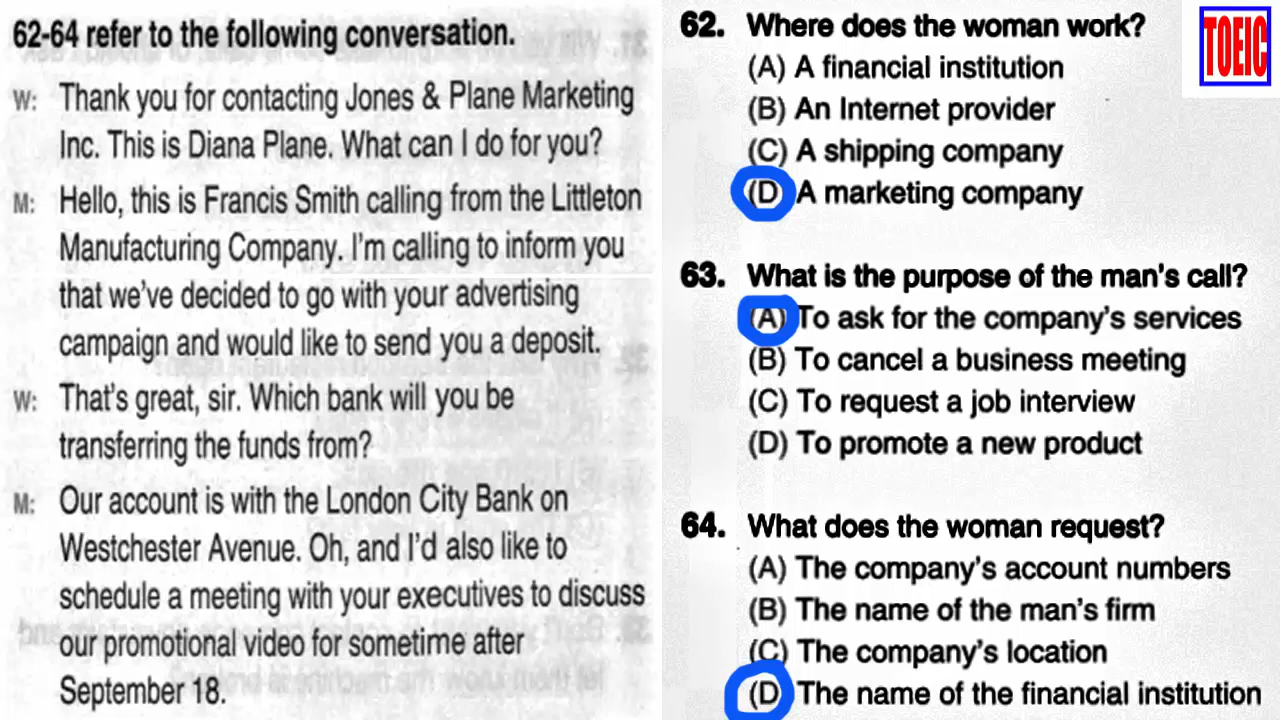 62-64 refer to the following conversation.
W: Thank you for contacting Jones & Plane Marketing
Inc. This is Diana Plane. What can I do for you?
M: Hello, this is Francis Smith calling from the Littleton
Manufacturing Company. I'm calling to inform you
that we've decided to go with your advertising
campaign and would like to send you a deposit.
W: That's great, sir. Which bank will you be
transferring the funds from?
M: Our account is with the London City Bank on
Westchester Avenue. Oh, and I'd also like to
schedule a meeting with your executives to discuss
our promotional video for sometime after
September 18.
62. Where does the woman work?
(A) A financial institution
(B) An Internet provider
(C) A shipping company
(D) A marketing company
63. What is the purpose of the man's call?
(A) To ask for the company's services
(B) To cancel a business meeting
(C) To request a job interview
(D) To promote a new product
64. What does the woman request?
(A) The company's account numbers
(B) The name of the man's firm
(C) The company's location
(D) The name of the financial institution
TOEIC